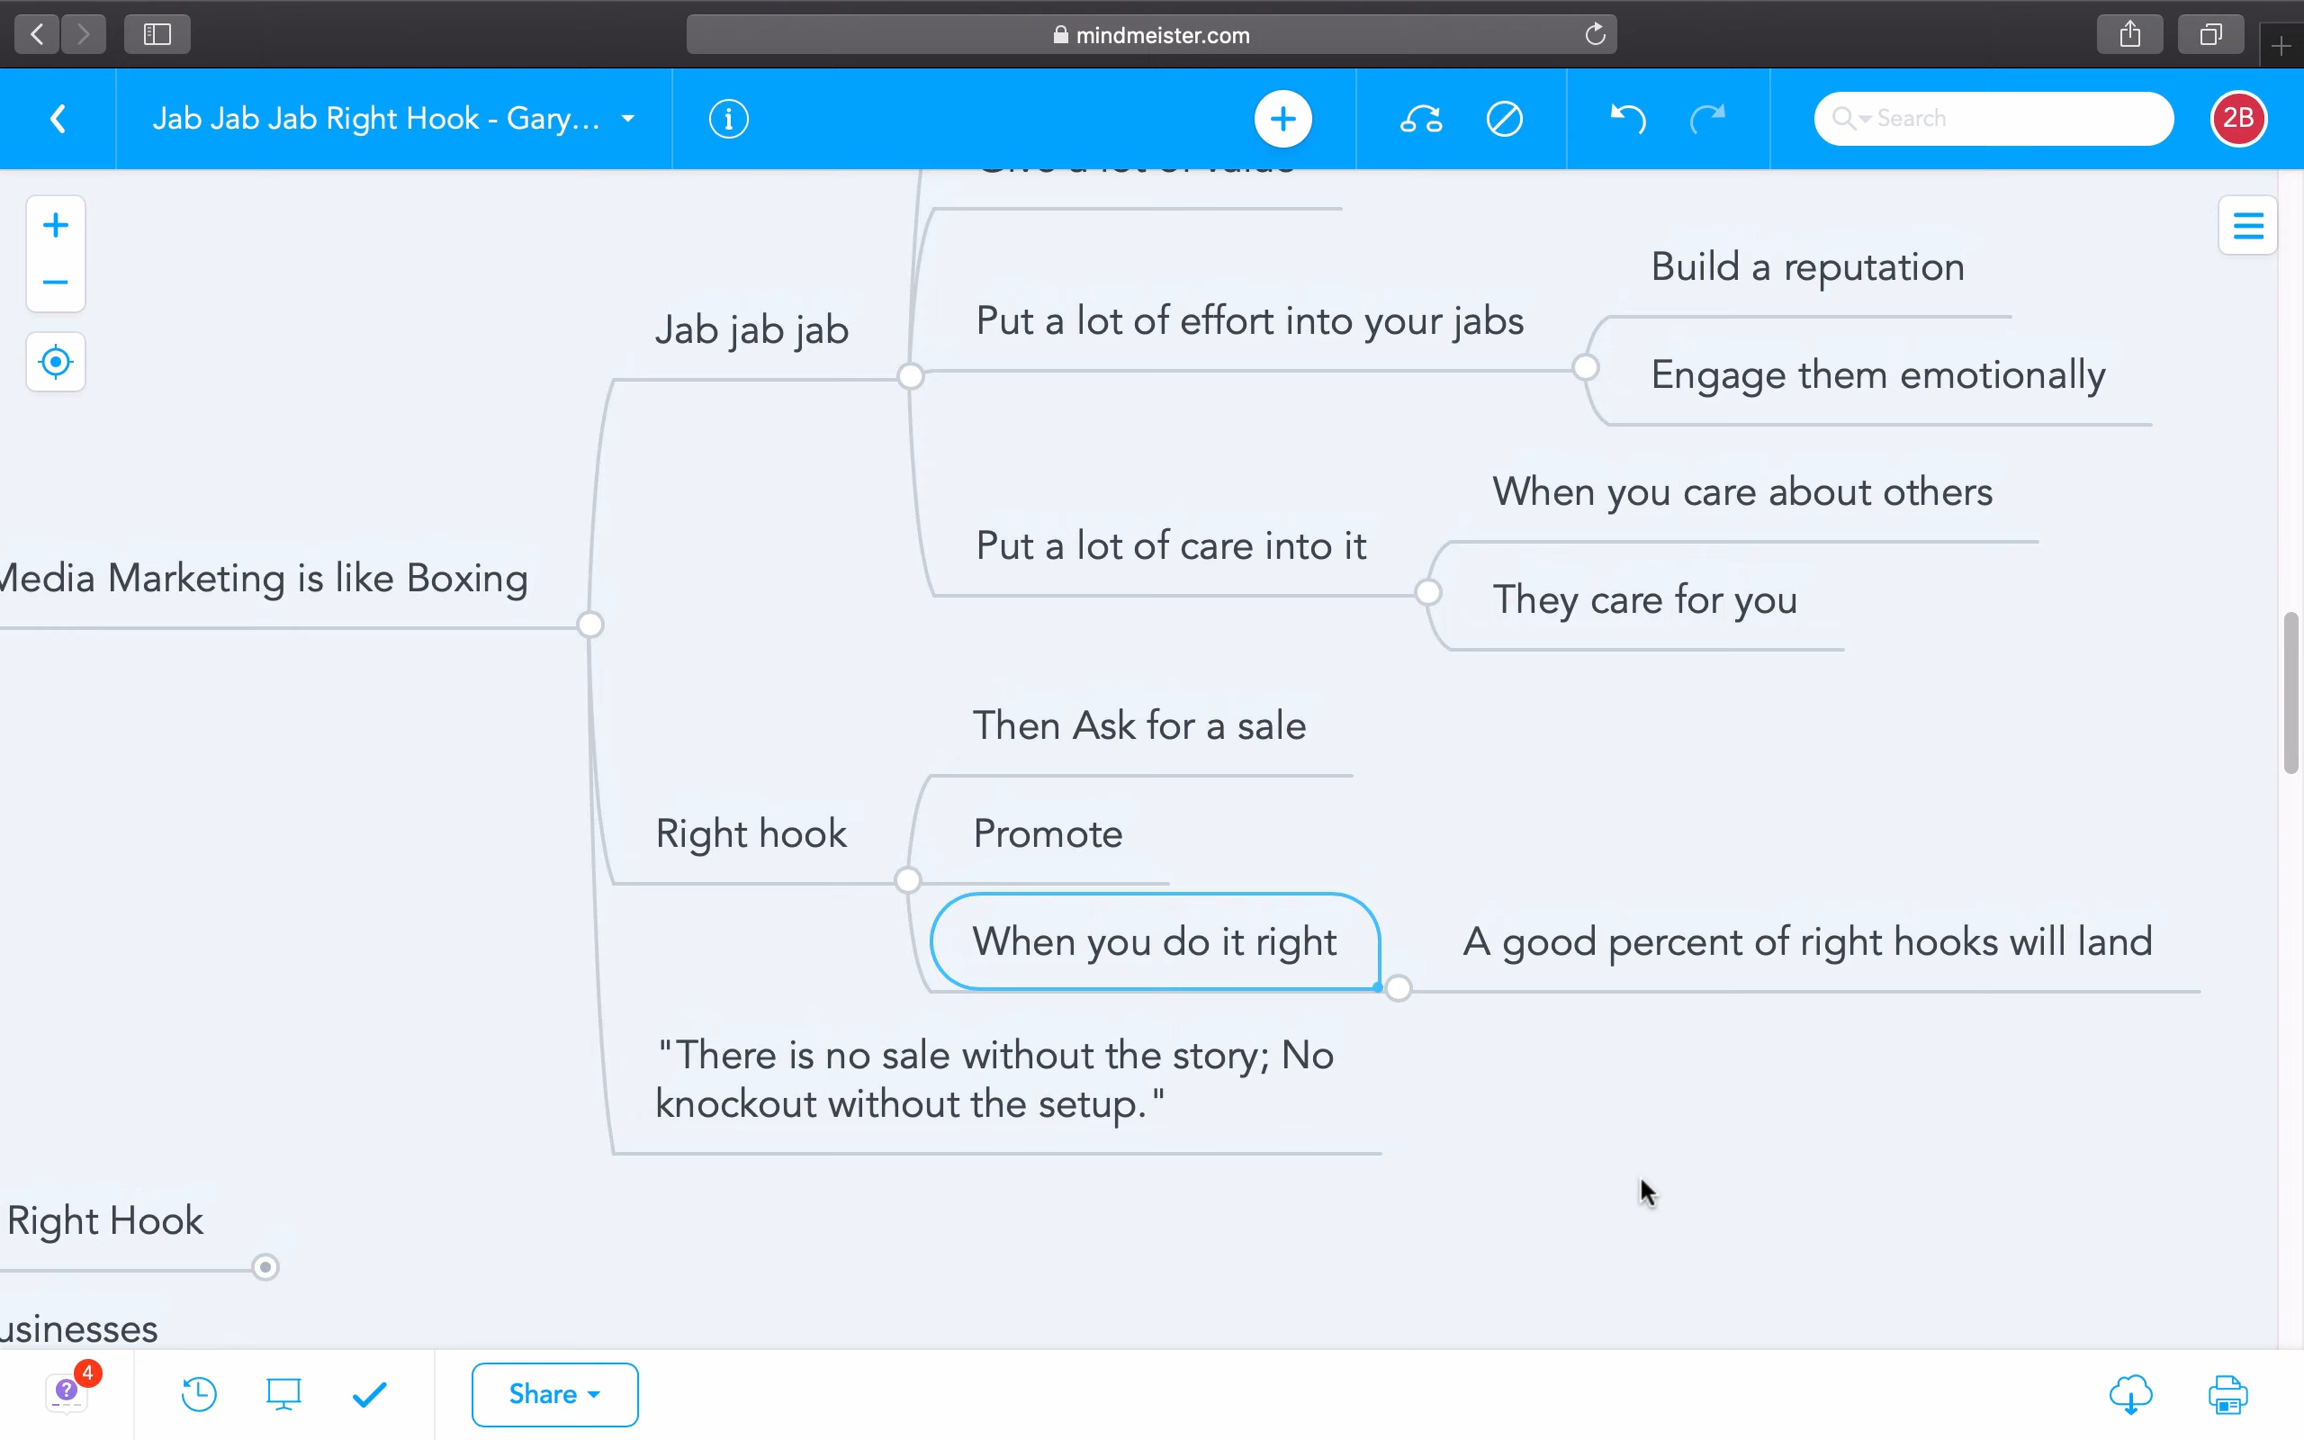 mindmeister.com
Jab Jab Jab Right Hook - Gary...
Search
2B
Build a reputation
Jab jab jab
Put a lot of effort into your jabs
Engage them emotionally
When you care about others
Put a lot of care into it
Media Marketing is like Boxing
They care for you
Then Ask for a sale
Right hook
Promote
When you do it right
A good percent of right hooks will land
"There is no sale without the story; No
knockout without the setup."
Right Hook
usinesses
4
Share